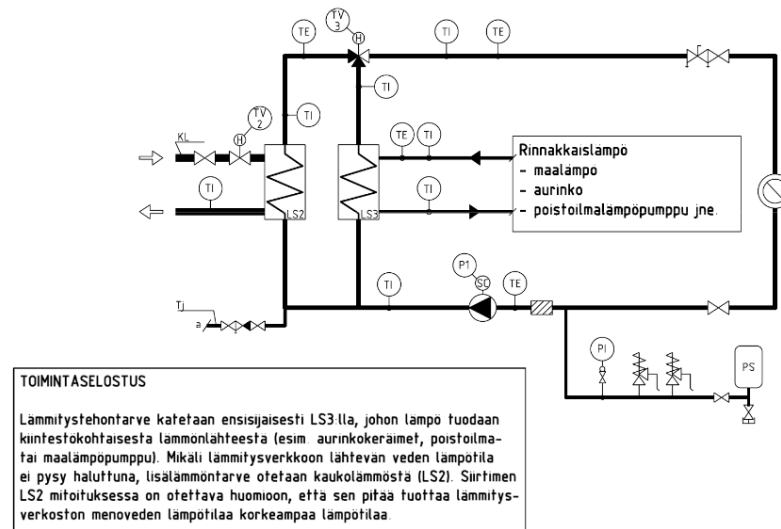 TV
3
TE
H
TI
TE
TI
TV
2
TI
H
KL
TE
TI
Rinnakkaislämpö
- maalämpö
- aurinko
- poistoilmalämpöpumppu jne.
TI
TI
LS2
LS3
P1
SC
TI
TE
Tj
a
PI
PS
TOIMINTASELOSTUS
Lämmitystehontarve katetaan ensisijaisesti LS3:lla, johon lämpö tuodaan
kiintestökohtaisesta lämmönlähteestä (esim. aurinkokeräimet, poistoilma-
tai maalämpöpumppu). Mikäli lämmitysverkkoon lähtevän veden lämpötila
ei pysy haluttuna, lisälämmöntarve otetaan kaukolämmöstä (LS2). Siirtimen
LS2 mitoituksessa on otettava huomioon, että sen pitää tuottaa lämmitys-
verkoston menoveden lämpötilaa korkeampaa lämpötilaa.